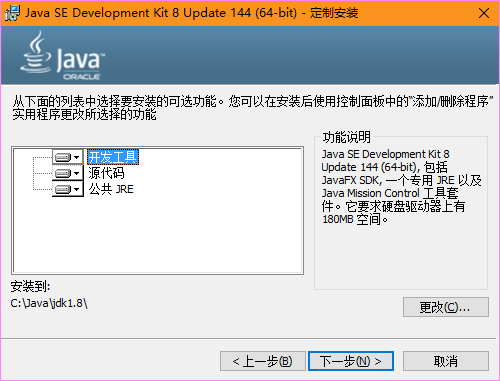 Java SE Development Kit 8 Update 144 (64-bit) - 定制安装
Java
ORACLE
从下面的列表中选择要安装的可选功能。您可以在安装后使用控制面板中的“添加/删除程序”
实用程序更改所选择的功能
开发工具
源代码
公共 JRE
功能说明
Java SE Development Kit 8
Update 144 (64-bit), 包括
JavaFX SDK, 一个专用 JRE 以及
Java Mission Control 工具套
件。它要求硬盘驱动器上有
180MB 空间。
安装到:
C:\Java\jdk1.8\
更改(C)...
< 上一步(B)
下一步(N) >
取消